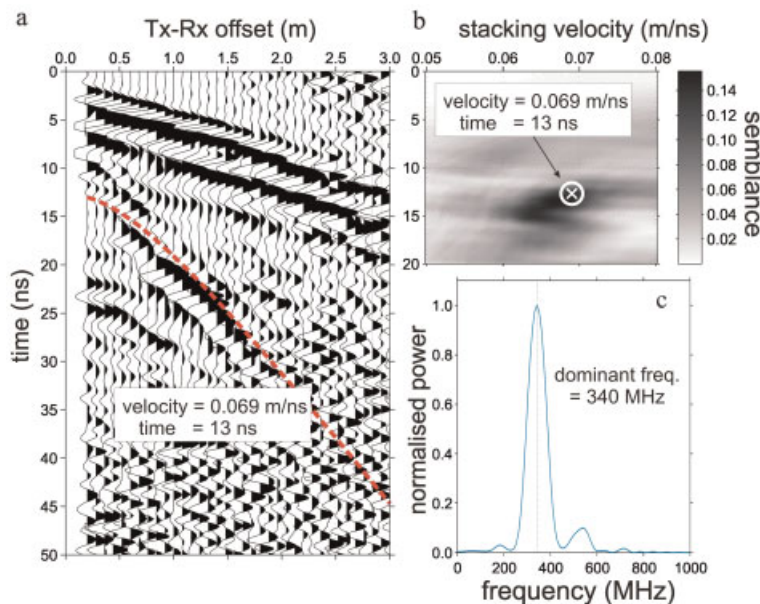 a
Tx-Rx offset (m)
0.0 0.5 1.0 1.5 2.0 2.5 3.0
0
5
10
15
20
25
30
35
40
45
50
time (ns)
velocity = 0.069 m/ns
time = 13 ns
b
stacking velocity (m/ns)
0.05 0.06 0.07 0.08
0
5
10
15
20
velocity = 0.069 m/ns
time = 13 ns
0.14
0.12
0.10
0.08
0.06
0.04
0.02
semblance
c
1.0
0.8
0.6
0.4
0.2
0.0
normalised power
dominant freq.
= 340 MHz
0 200 400 600 800 1000
frequency (MHz)